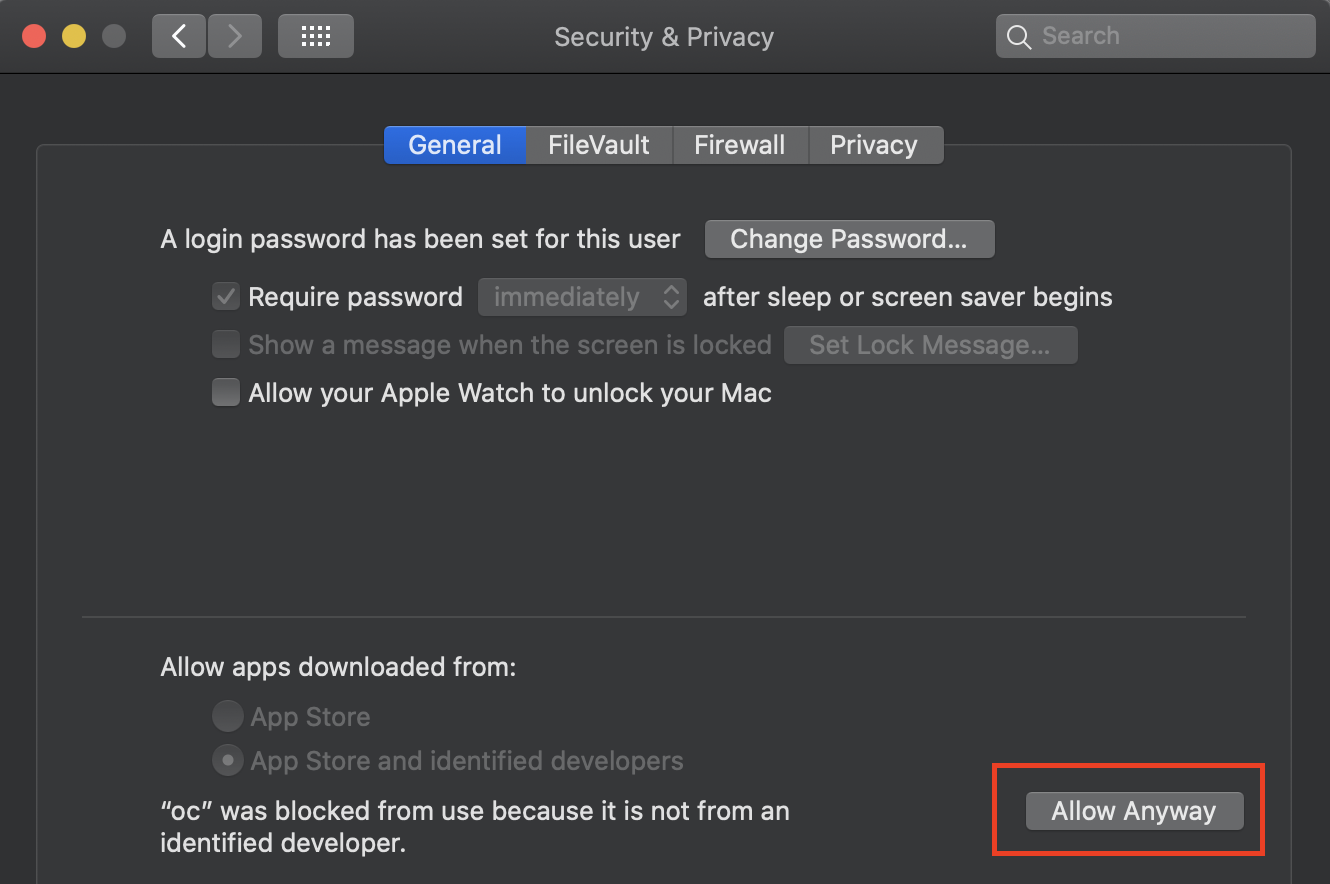 Security & Privacy
Search
General
FileVault
Firewall
Privacy
A login password has been set for this user
Change Password...
Require password
immediately
after sleep or screen saver begins
Show a message when the screen is locked
Set Lock Message...
Allow your Apple Watch to unlock your Mac
Allow apps downloaded from:
App Store
App Store and identified developers
“oc” was blocked from use because it is not from an
identified developer.
Allow Anyway